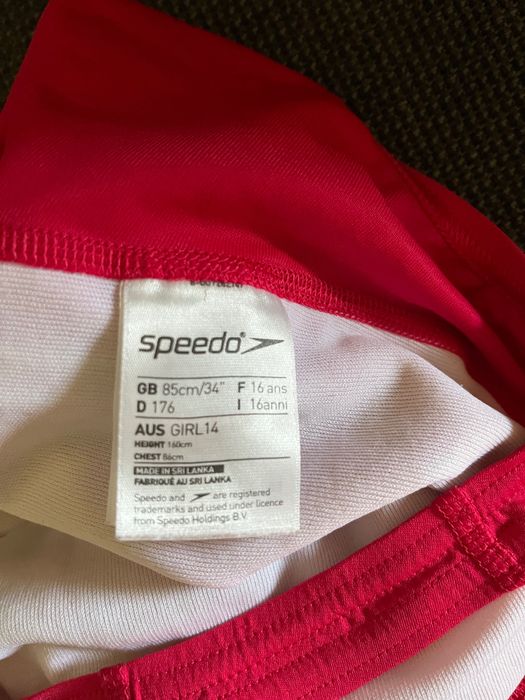 speedo
GB 85cm/34" F 16 ans
D 176 I 16anni
AUS GIRL14
HEIGHT 160cm
CHEST 86cm
MADE IN SRI LANKA
FABRIQUÉ AU SRI LANKA
Speedo and are registered
trademarks and used under licence
from Speedo Holdings B.V